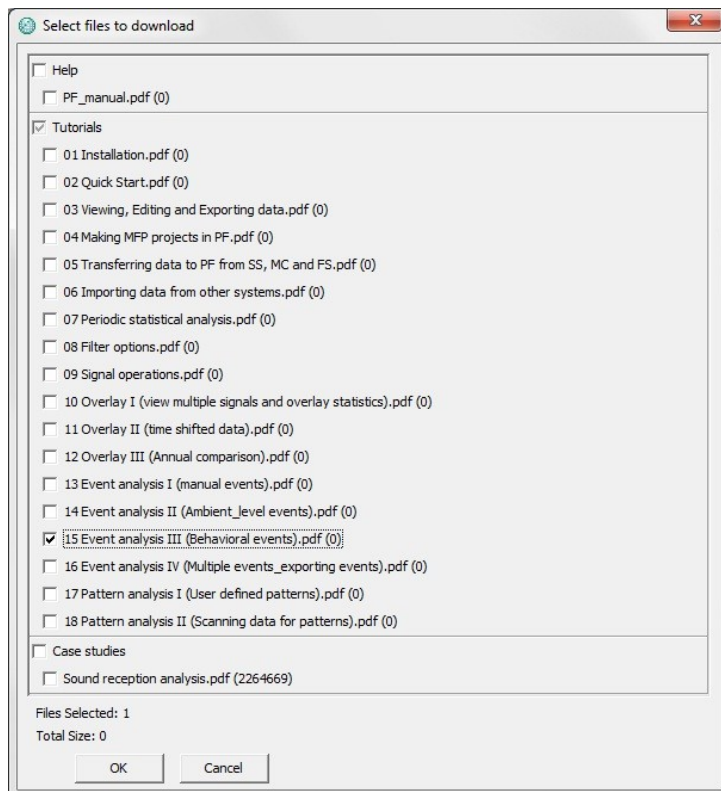 Select files to download
Help
PF_manual.pdf (0)
Tutorials
01 Installation.pdf (0)
02 Quick Start.pdf (0)
03 Viewing, Editing and Exporting data.pdf (0)
04 Making MFP projects in PF.pdf (0)
05 Transferring data to PF from SS, MC and FS.pdf (0)
06 Importing data from other systems.pdf (0)
07 Periodic statistical analysis.pdf (0)
08 Filter options.pdf (0)
09 Signal operations.pdf (0)
10 Overlay I (view multiple signals and overlay statistics).pdf (0)
11 Overlay II (time shifted data).pdf (0)
12 Overlay III (Annual comparison).pdf (0)
13 Event analysis I (manual events).pdf (0)
14 Event analysis II (Ambient_level events).pdf (0)
15 Event analysis III (Behavioral events).pdf (0)
16 Event analysis IV (Multiple events_exporting events).pdf (0)
17 Pattern analysis I (User defined patterns).pdf (0)
18 Pattern analysis II (Scanning data for patterns).pdf (0)
Case studies
Sound reception analysis.pdf (2264669)
Files Selected: 1
Total Size: 0
OK Cancel